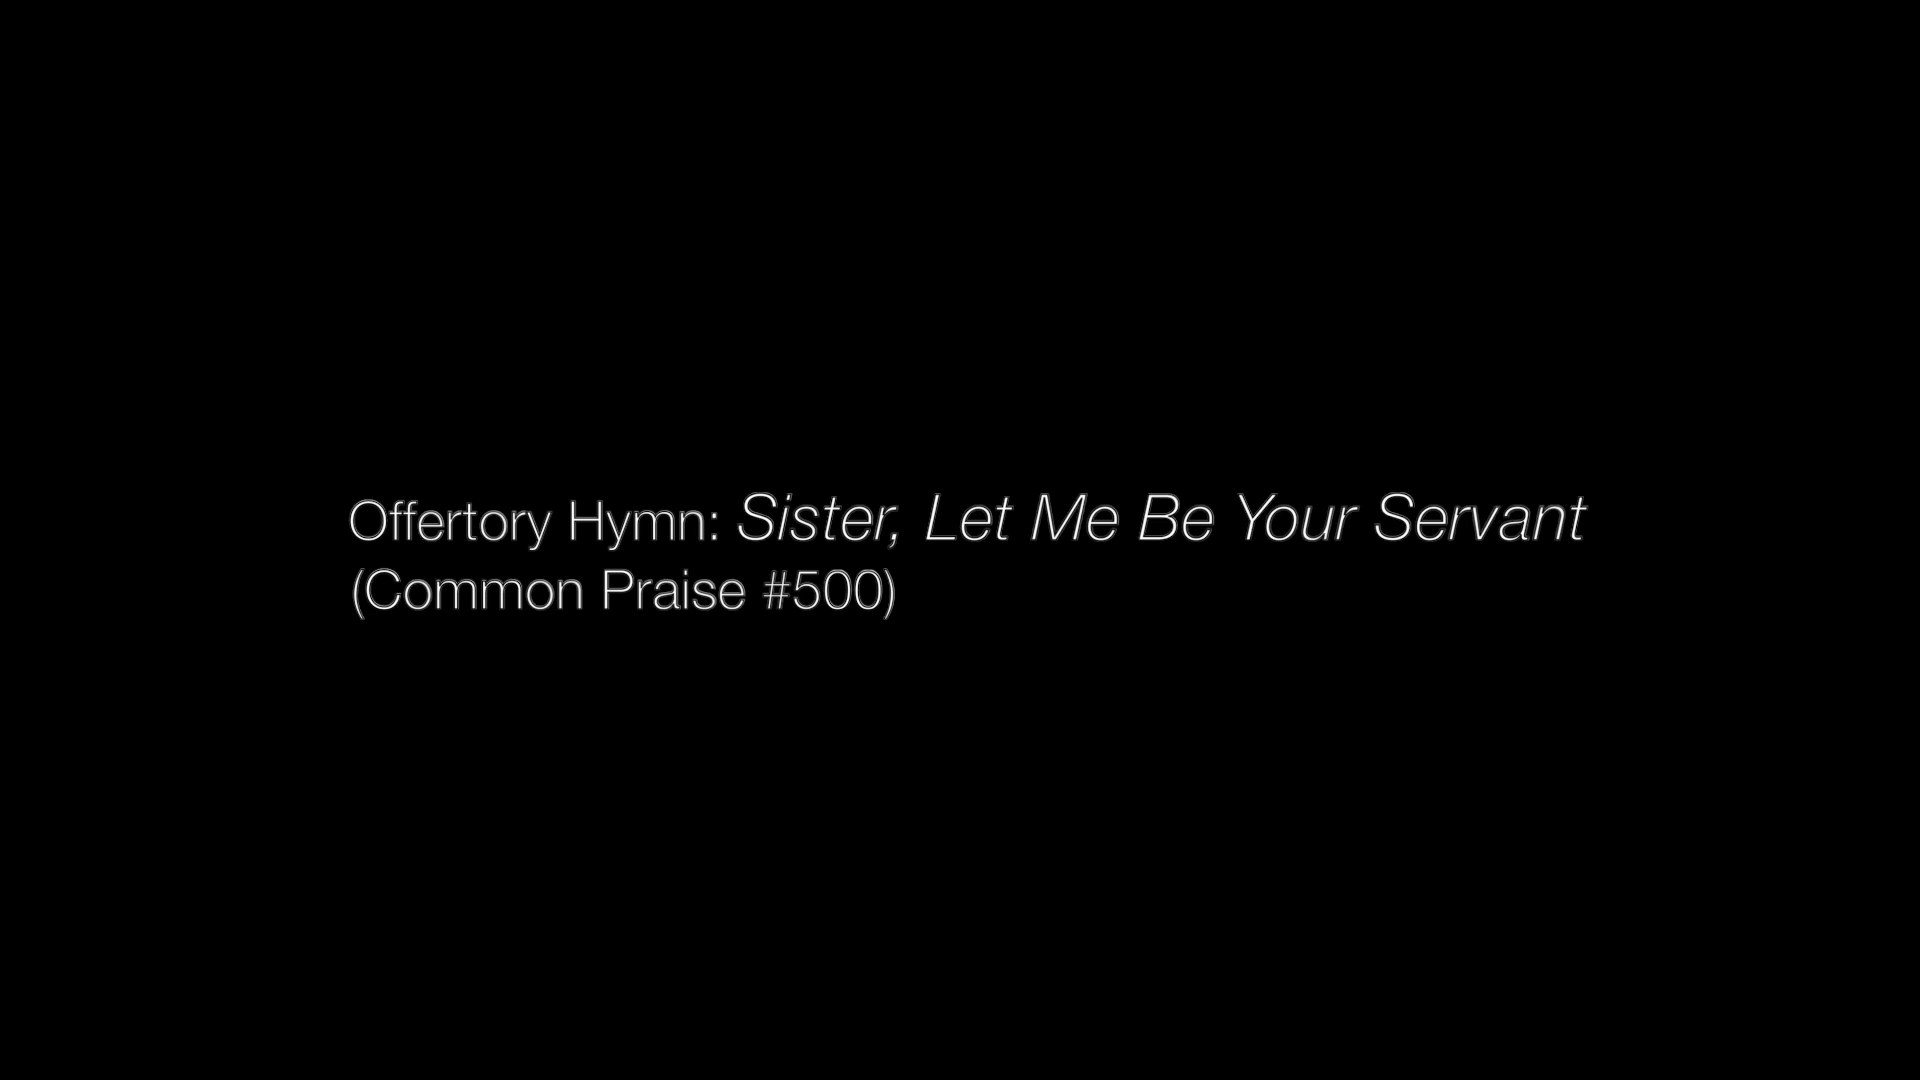 Offertory Hymn: Sister, Let Me Be Your Servant
(Common Praise #500)